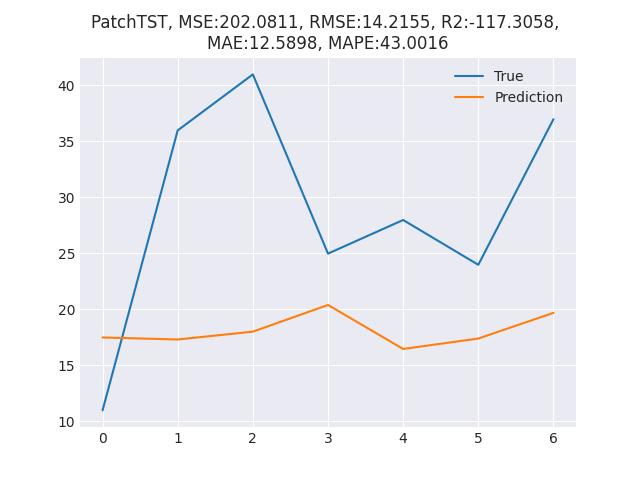 PatchTST, MSE:202.0811, RMSE:14.2155, R2:-117.3058,
MAE:12.5898, MAPE:43.0016
True
Prediction
40
35
30
25
20
15
10
0 1 2 3 4 5 6